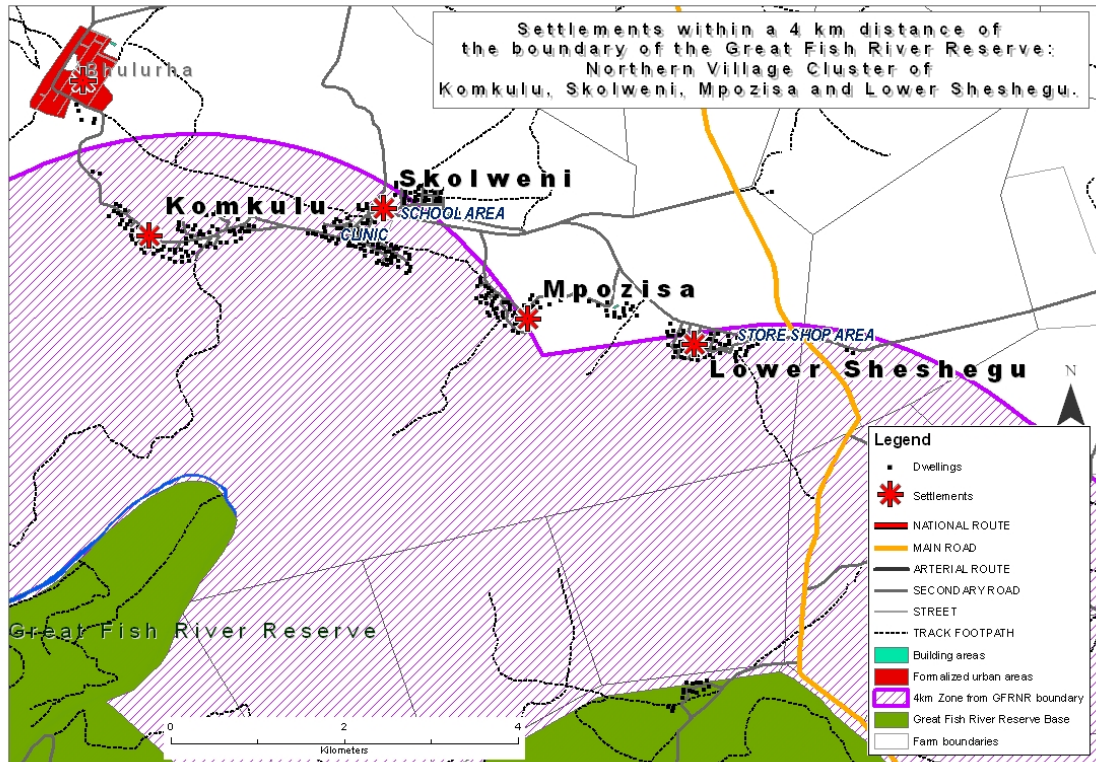 Settlements within a 4 km distance of
the boundary of the Great Fish River Reserve:
Northern Village Cluster of
Komkulu, Skolweni, Mpozisa and Lower Sheshegu.
Bhulurha
Skolweni
Komkulu
SCHOOL AREA
CLINIC
Mpozisa
STORE SHOP AREA
Lower Sheshegu
N
Legend
Dwellings
Settlements
NATIONAL ROUTE
MAIN ROAD
ARTERIAL ROUTE
SECONDARY ROAD
STREET
TRACK FOOTPATH
Building areas
Formalized urban areas
4km Zone from GFRNR boundary
Great Fish River Reserve Base
Farm boundaries
Great Fish River Reserve
0 2 4
Kilometers